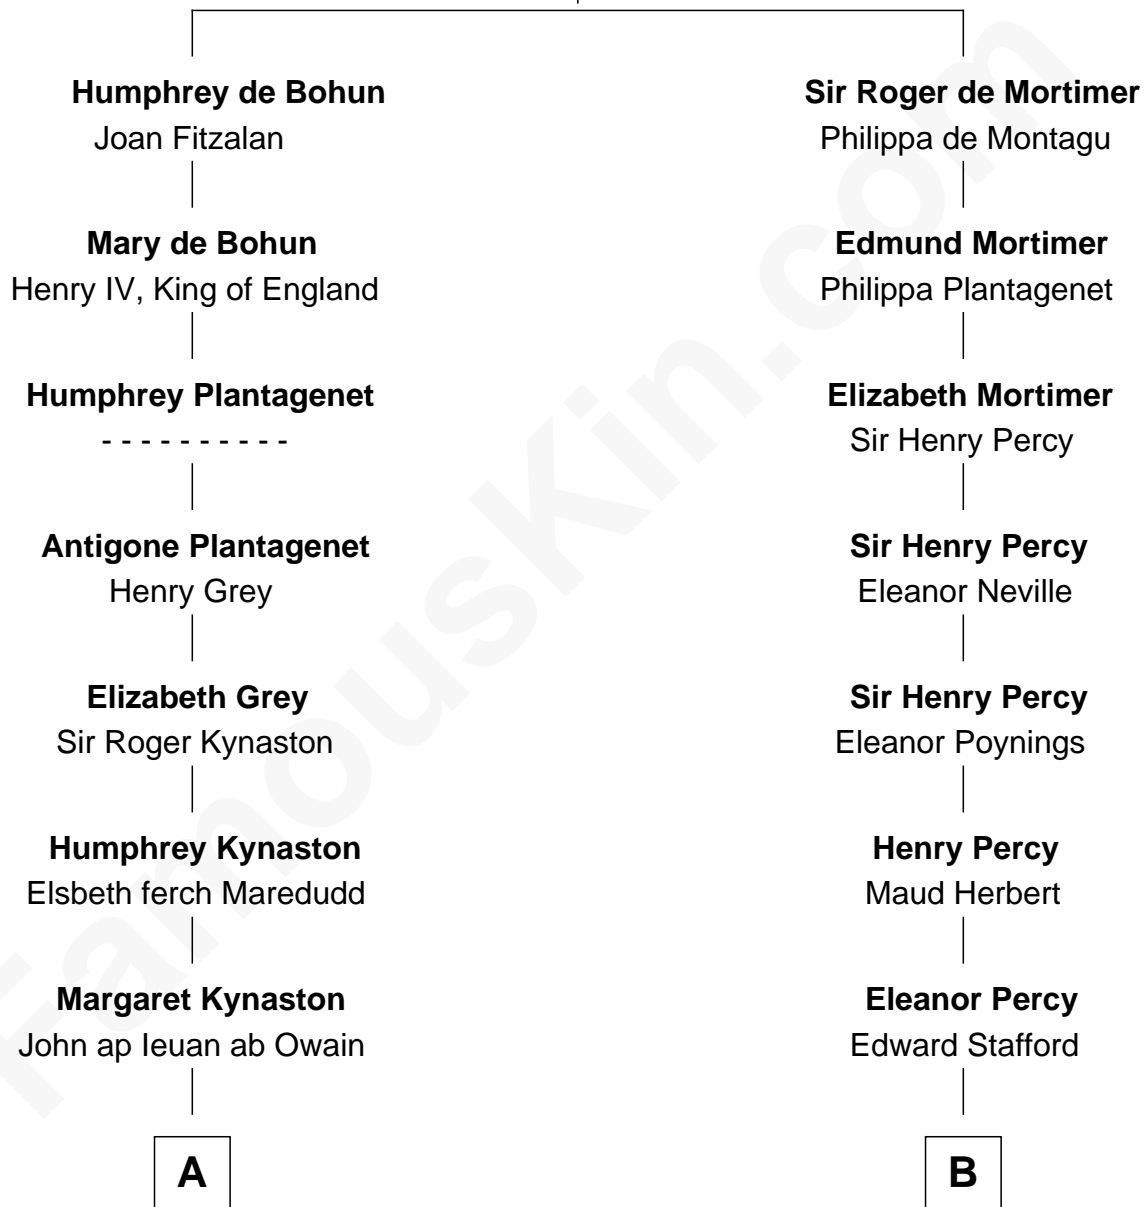 Humphrey de Bohun
Joan Fitzalan
Mary de Bohun
Henry IV, King of England
Humphrey Plantagenet
- - - - - - - - - -
Antigone Plantagenet
Henry Grey
Elizabeth Grey
Sir Roger Kynaston
Humphrey Kynaston
Elsbeth ferch Maredudd
Margaret Kynaston
John ap Ieuan ab Owain
A
Sir Roger de Mortimer
Philippa de Montagu
Edmund Mortimer
Philippa Plantagenet
Elizabeth Mortimer
Sir Henry Percy
Sir Henry Percy
Eleanor Neville
Sir Henry Percy
Eleanor Poynings
Henry Percy
Maud Herbert
Eleanor Percy
Edward Stafford
B
FamousKin.com